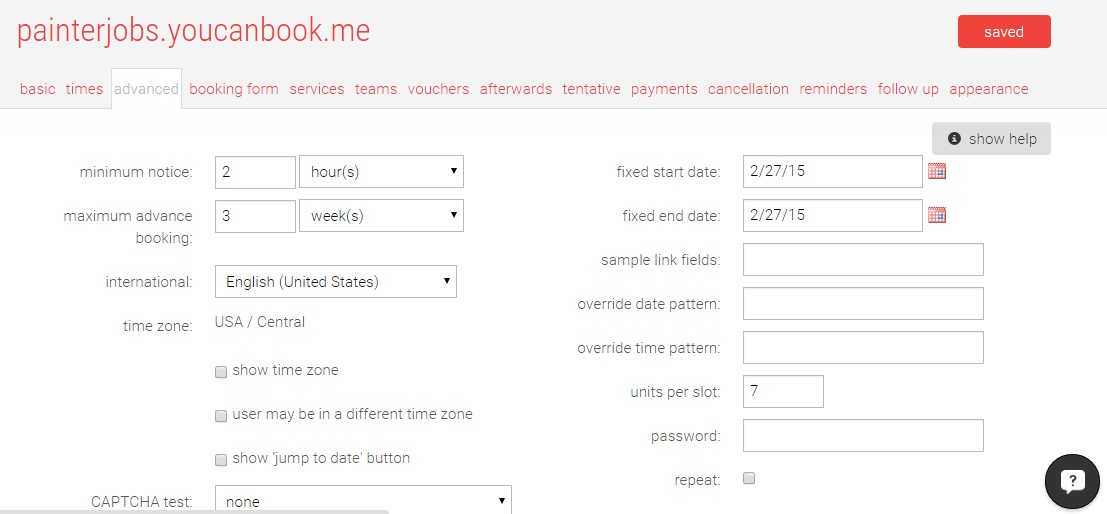 painterjobs.youcanbook.me
saved
basic times advanced booking form services teams vouchers afterwards tentative payments cancellation reminders follow up appearance
show help
minimum notice: 2 hour(s)
maximum advance booking: 3 week(s)
international: English (United States)
time zone: USA / Central
show time zone
user may be in a different time zone
show 'jump to date' button
CAPTCHA test: none
fixed start date: 2/27/15
fixed end date: 2/27/15
sample link fields:
override date pattern:
override time pattern:
units per slot: 7
password:
repeat:
?